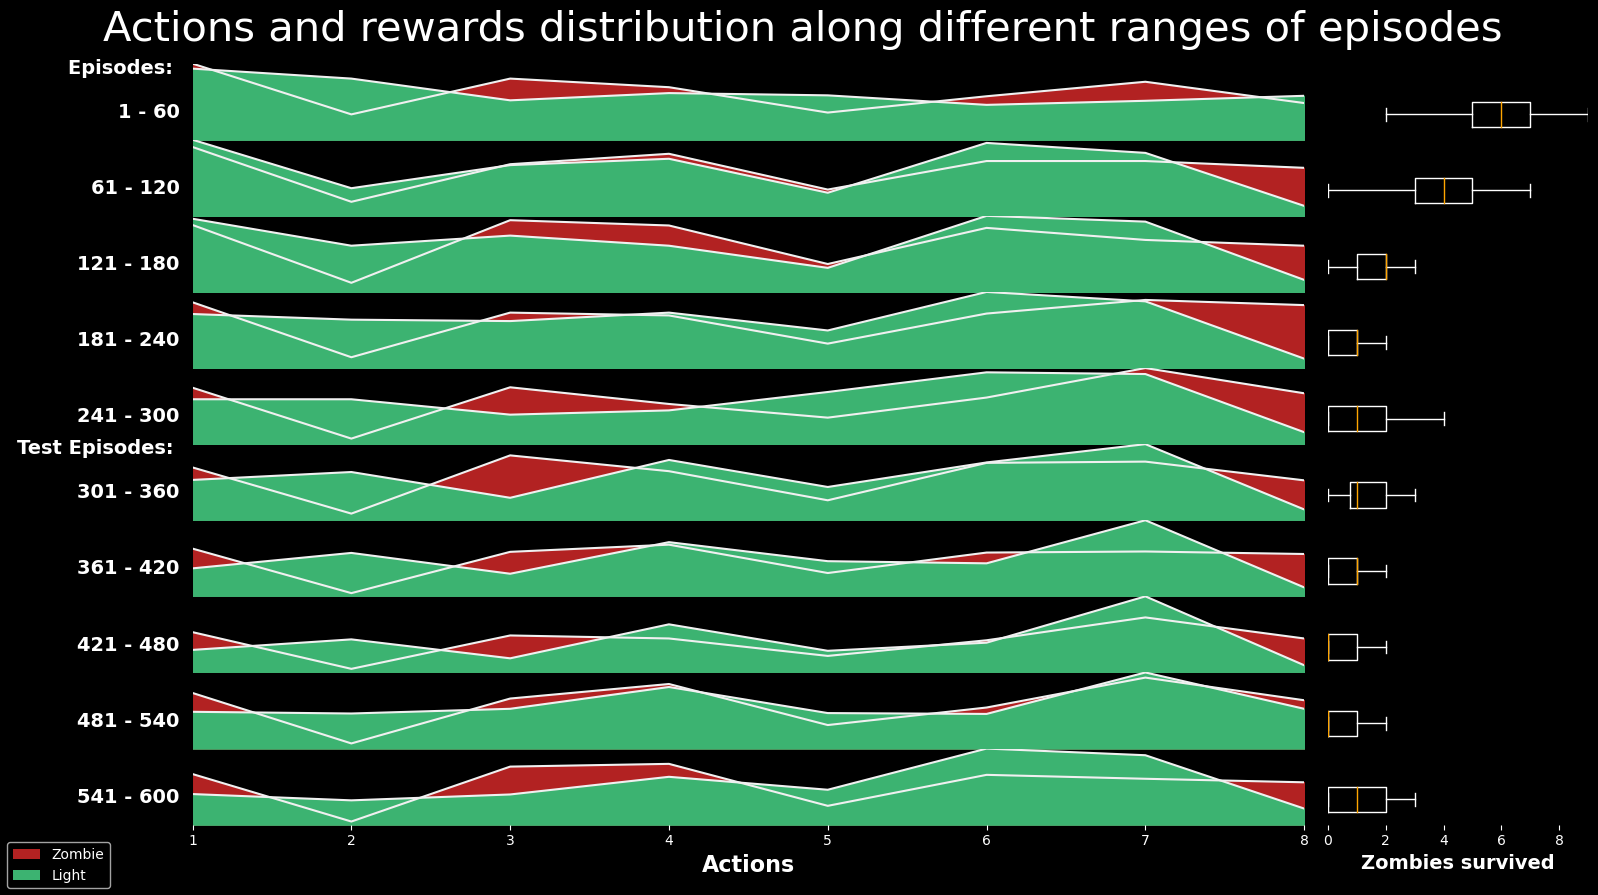 Actions and rewards distribution along different ranges of episodes
Episodes:
1 - 60
61 - 120
121 - 180
181 - 240
241 - 300
Test Episodes:
301 - 360
361 - 420
421 - 480
481 - 540
541 - 600
1 2 3 4 5 6 7 8
0 2 4 6 8
Actions
Zombies survived
Zombie
Light